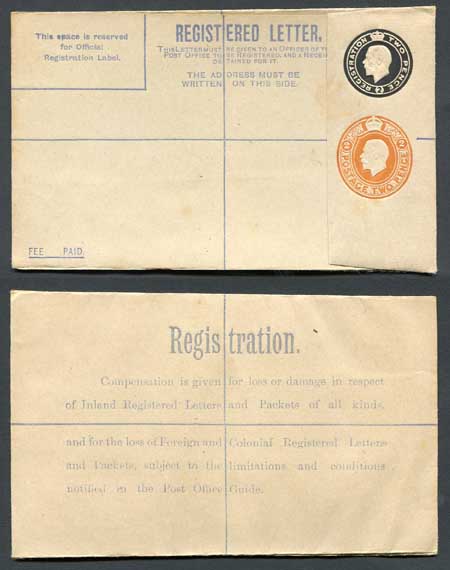 This space is reserved
for Official
Registration Label.
REGISTERED LETTER.
THIS LETTER MUST BE GIVEN TO AN OFFICER OF
POST OFFICE TO BE REGISTERED, AND A
OBTAINED FOR IT.
THE ADDRESS MUST BE
WRITTEN ON THIS SIDE.
REGISTRATION TWO PENCE 2
POSTAGE TWO PENCE
2 2
FEE PAID.
Registration.
Compensation is given for loss or damage in respect
of Inland Registered Letters and Packets of all kinds,
and for the loss of Foreign and Colonial Registered Letters
and Packets, subject to the limitations and conditions
notified in the Post Office Guide.